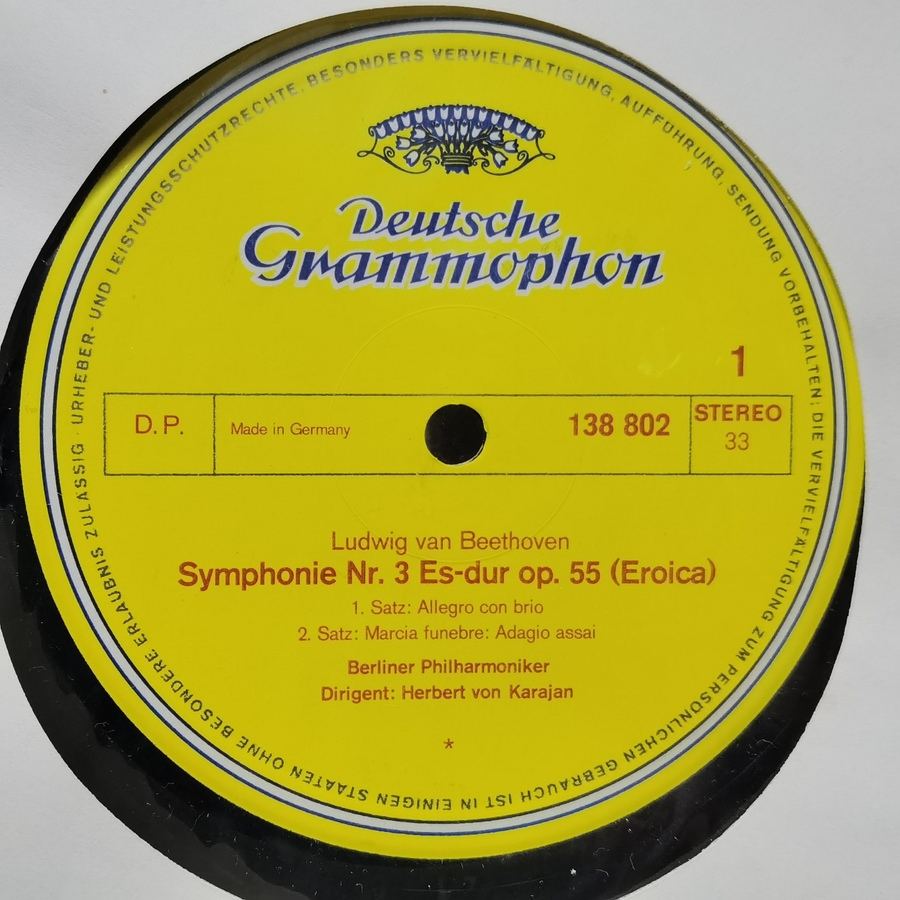 Deutsche
Grammophon
1
D.P.
Made in Germany
138 802
STEREO
33
Ludwig van Beethoven
Symphonie Nr. 3 Es-dur op. 55 (Eroica)
1. Satz: Allegro con brio
2. Satz: Marcia funebre: Adagio assai
Berliner Philharmoniker
Dirigent: Herbert von Karajan
*
URHEBER- UND LEISTUNGSSCHUTZRECHTE, BESONDERS VERVIELFÄLTIGUNG, AUFFÜHRUNG, SENDUNG VORBEHALTEN; DIE VERVIELFÄLTIGUNG ZUM PERSÖNLICHEN GEBRAUCH IST IN EINIGEN STAATEN OHNE BESONDERE ERLAUBNIS ZULÄSSIG ·